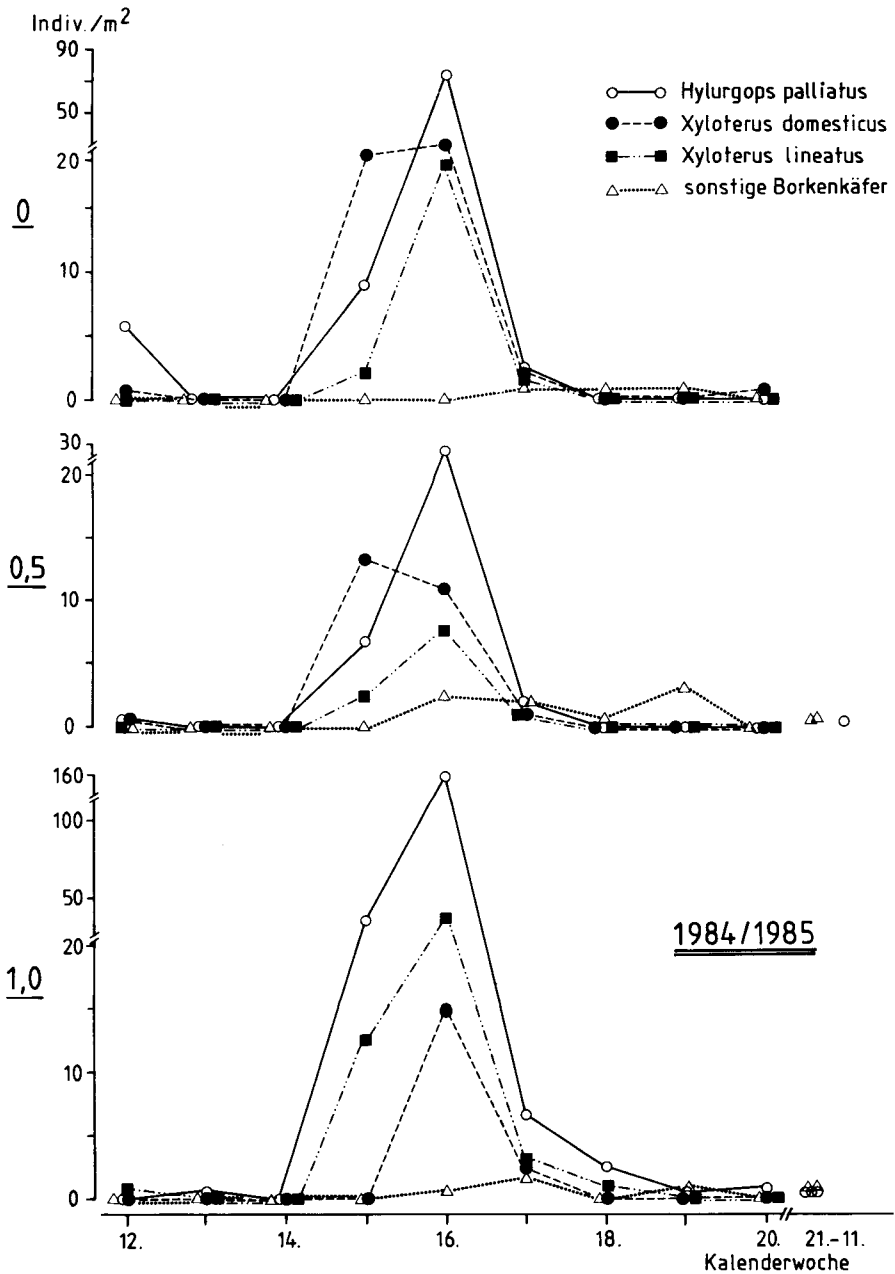 Indiv./m²
90
50
20
10
0
0
Hylurgops palliatus
Xyloterus domesticus
Xyloterus lineatus
sonstige Borkenkäfer
30
20
10
0
0,5
160
100
50
20
10
0
1,0
1984/1985
12. 14. 16. 18. 20. 21.-11.
Kalenderwoche